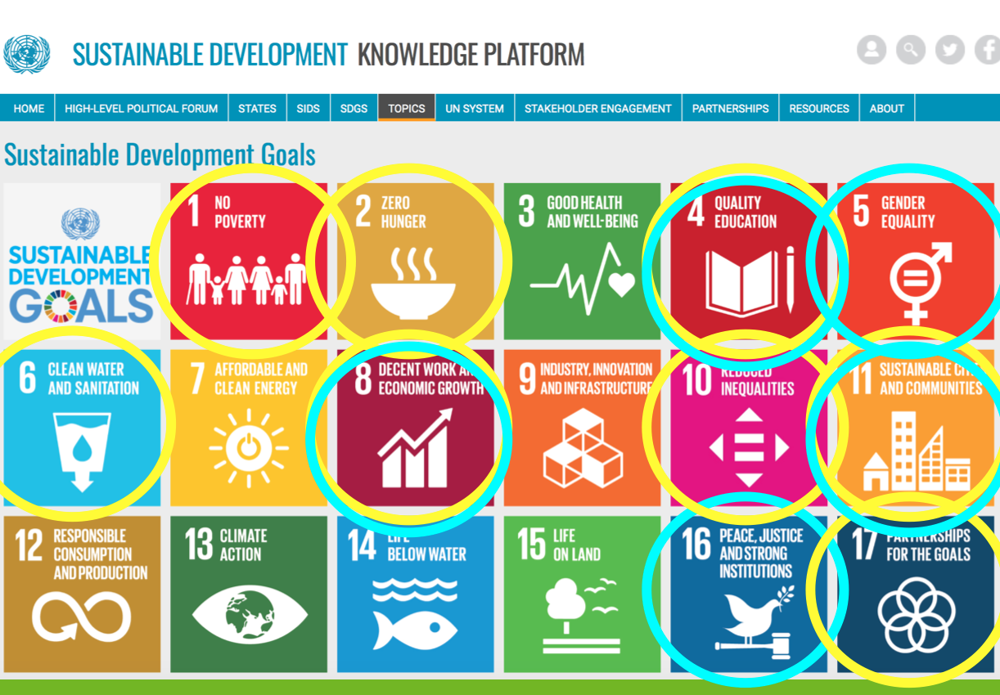 SUSTAINABLE DEVELOPMENT KNOWLEDGE PLATFORM
HOME HIGH-LEVEL POLITICAL FORUM STATES SIDS SDGS TOPICS UN SYSTEM STAKEHOLDER ENGAGEMENT PARTNERSHIPS RESOURCES ABOUT
Sustainable Development Goals
SUSTAINABLE
DEVELOPMENT
GOALS
1 NO
POVERTY
2 ZERO
HUNGER
3 GOOD HEALTH
AND WELL-BEING
4 QUALITY
EDUCATION
5 GENDER
EQUALITY
6 CLEAN WATER
AND SANITATION
7 AFFORDABLE AND
CLEAN ENERGY
8 DECENT WORK AND
ECONOMIC GROWTH
9 INDUSTRY, INNOVATION
AND INFRASTRUCTURE
10 REDUCED
INEQUALITIES
11 SUSTAINABLE CITIES
AND COMMUNITIES
12 RESPONSIBLE
CONSUMPTION
AND PRODUCTION
13 CLIMATE
ACTION
14 LIFE
BELOW WATER
15 LIFE
ON LAND
16 PEACE, JUSTICE
AND STRONG
INSTITUTIONS
17 PARTNERSHIPS
FOR THE GOALS